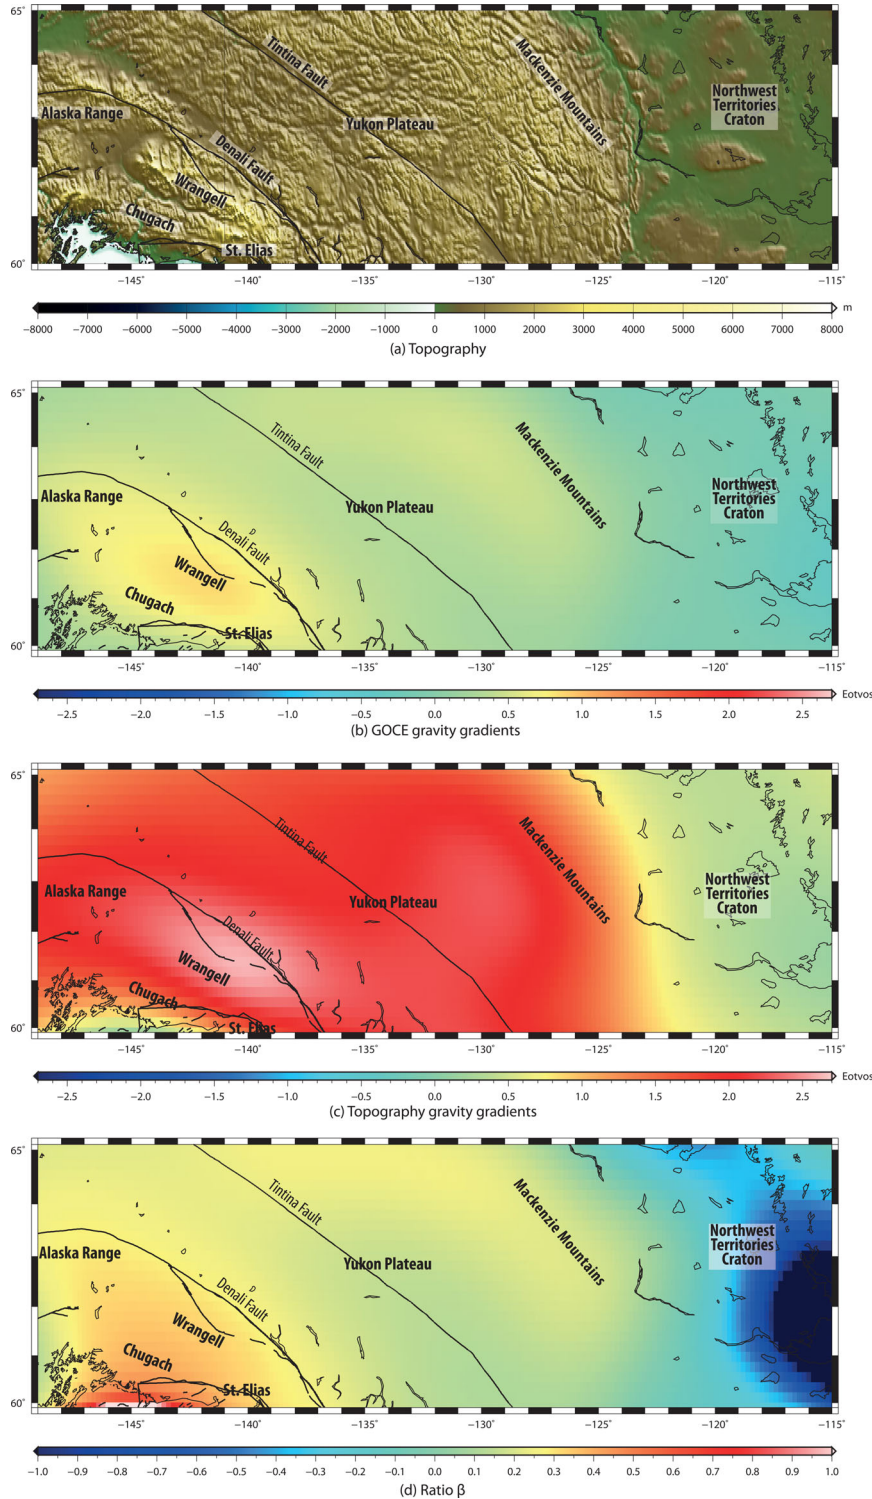 65°
Tintina Fault
Mackenzie Mountains
Northwest
Territories
Craton
Alaska Range
Yukon Plateau
Denali Fault
Wrangell
Chugach
St. Elias
60°
−145° −140° −135° −130° −125° −120° −115°
−8000 −7000 −6000 −5000 −4000 −3000 −2000 −1000 0 1000 2000 3000 4000 5000 6000 7000 8000 m
(a) Topography
65°
Tintina Fault
Mackenzie Mountains
Northwest
Territories
Craton
Alaska Range
Yukon Plateau
Denali Fault
Wrangell
Chugach
St. Elias
60°
−145° −140° −135° −130° −125° −120° −115°
−2.5 −2.0 −1.5 −1.0 −0.5 0.0 0.5 1.0 1.5 2.0 2.5 Eotvos
(b) GOCE gravity gradients
65°
Tintina Fault
Mackenzie Mountains
Northwest
Territories
Craton
Alaska Range
Yukon Plateau
Denali Fault
Wrangell
Chugach
St. Elias
60°
−145° −140° −135° −130° −125° −120° −115°
−2.5 −2.0 −1.5 −1.0 −0.5 0.0 0.5 1.0 1.5 2.0 2.5 Eotvos
(c) Topography gravity gradients
65°
Tintina Fault
Mackenzie Mountains
Northwest
Territories
Craton
Alaska Range
Yukon Plateau
Denali Fault
Wrangell
Chugach
St. Elias
60°
−145° −140° −135° −130° −125° −120° −115°
−1.0 −0.9 −0.8 −0.7 −0.6 −0.5 −0.4 −0.3 −0.2 −0.1 0.0 0.1 0.2 0.3 0.4 0.5 0.6 0.7 0.8 0.9 1.0
(d) Ratio β